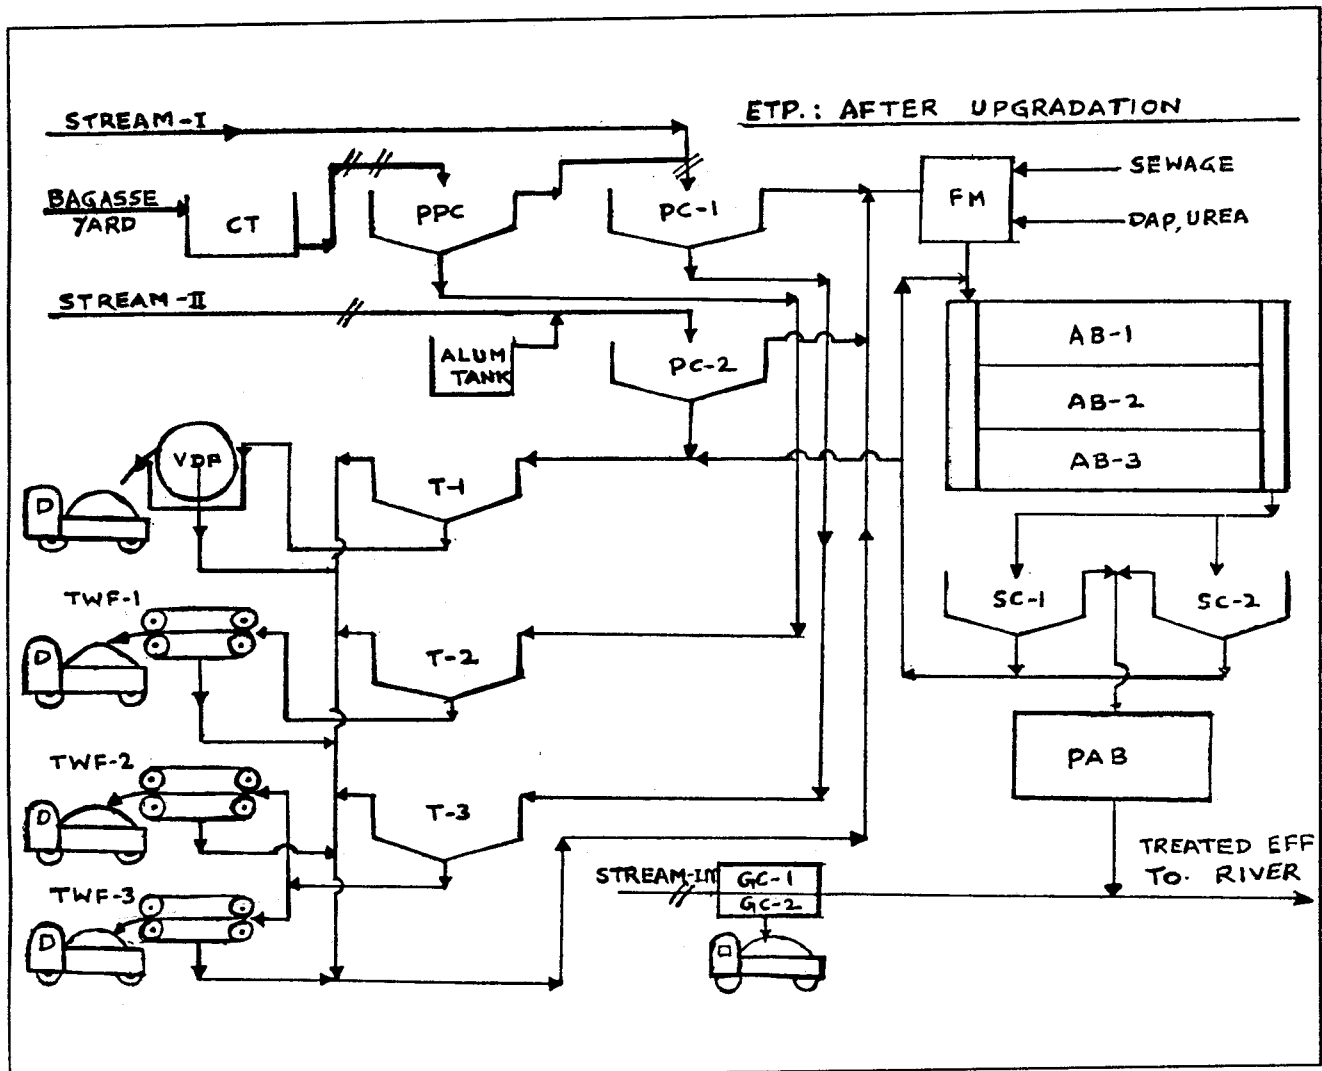 ETP.: AFTER UPGRADATION
STREAM-I
BAGASSE
YARD
CT
PPC
PC-1
FM
SEWAGE
DAP, UREA
STREAM-II
ALUM
TANK
PC-2
AB-1
AB-2
AB-3
VDF
D
T-1
SC-1
SC-2
TWF-1
D
T-2
PAB
TWF-2
D
T-3
TREATED EFF
TO. RIVER
STREAM-III
GC-1
GC-2
TWF-3
D
D